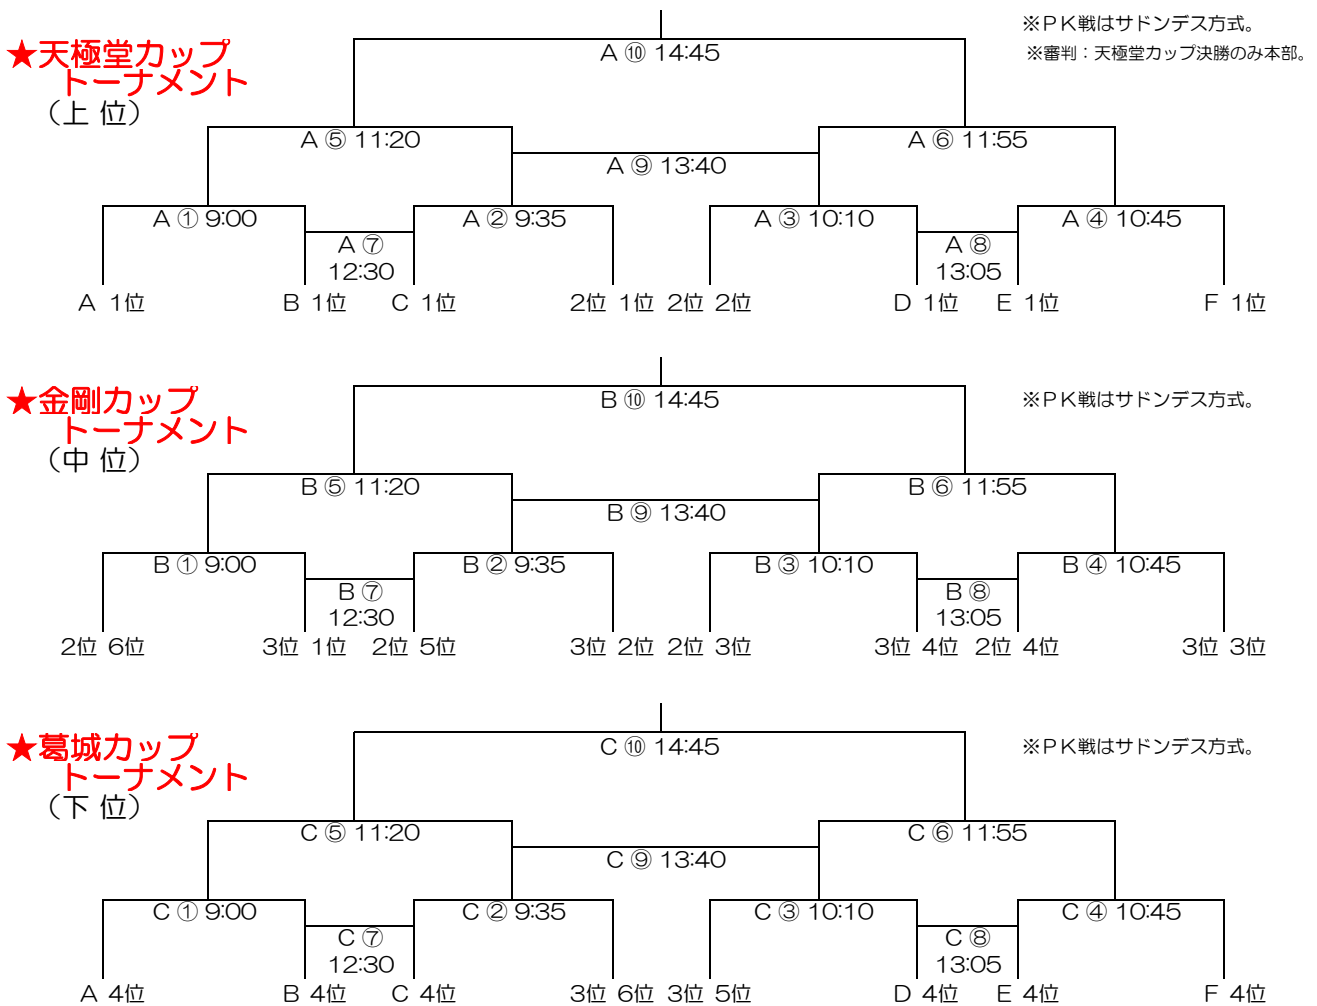 ※ＰＫ戦はサドンデス方式。
★天極堂カップ
A ⑩ 14:45
※審判：天極堂カップ決勝のみ本部。
トーナメント
（上 位）
A ⑤ 11:20
A ⑥ 11:55
A ⑨ 13:40
A ① 9:00
A ② 9:35
A ③ 10:10
A ④ 10:45
A ⑦
A ⑧
12:30
13:05
A 1位 B 1位 C 1位 2位 1位 2位 2位 D 1位 E 1位 F 1位
★金剛カップ
B ⑩ 14:45
※ＰＫ戦はサドンデス方式。
トーナメント
（中 位）
B ⑤ 11:20
B ⑥ 11:55
B ⑨ 13:40
B ① 9:00
B ② 9:35
B ③ 10:10
B ④ 10:45
B ⑦
B ⑧
12:30
13:05
2位 6位 3位 1位 2位 5位 3位 2位 2位 3位 3位 4位 2位 4位 3位 3位
★葛城カップ
C ⑩ 14:45
※ＰＫ戦はサドンデス方式。
トーナメント
（下 位）
C ⑤ 11:20
C ⑥ 11:55
C ⑨ 13:40
C ① 9:00
C ② 9:35
C ③ 10:10
C ④ 10:45
C ⑦
C ⑧
12:30
13:05
A 4位 B 4位 C 4位 3位 6位 3位 5位 D 4位 E 4位 F 4位